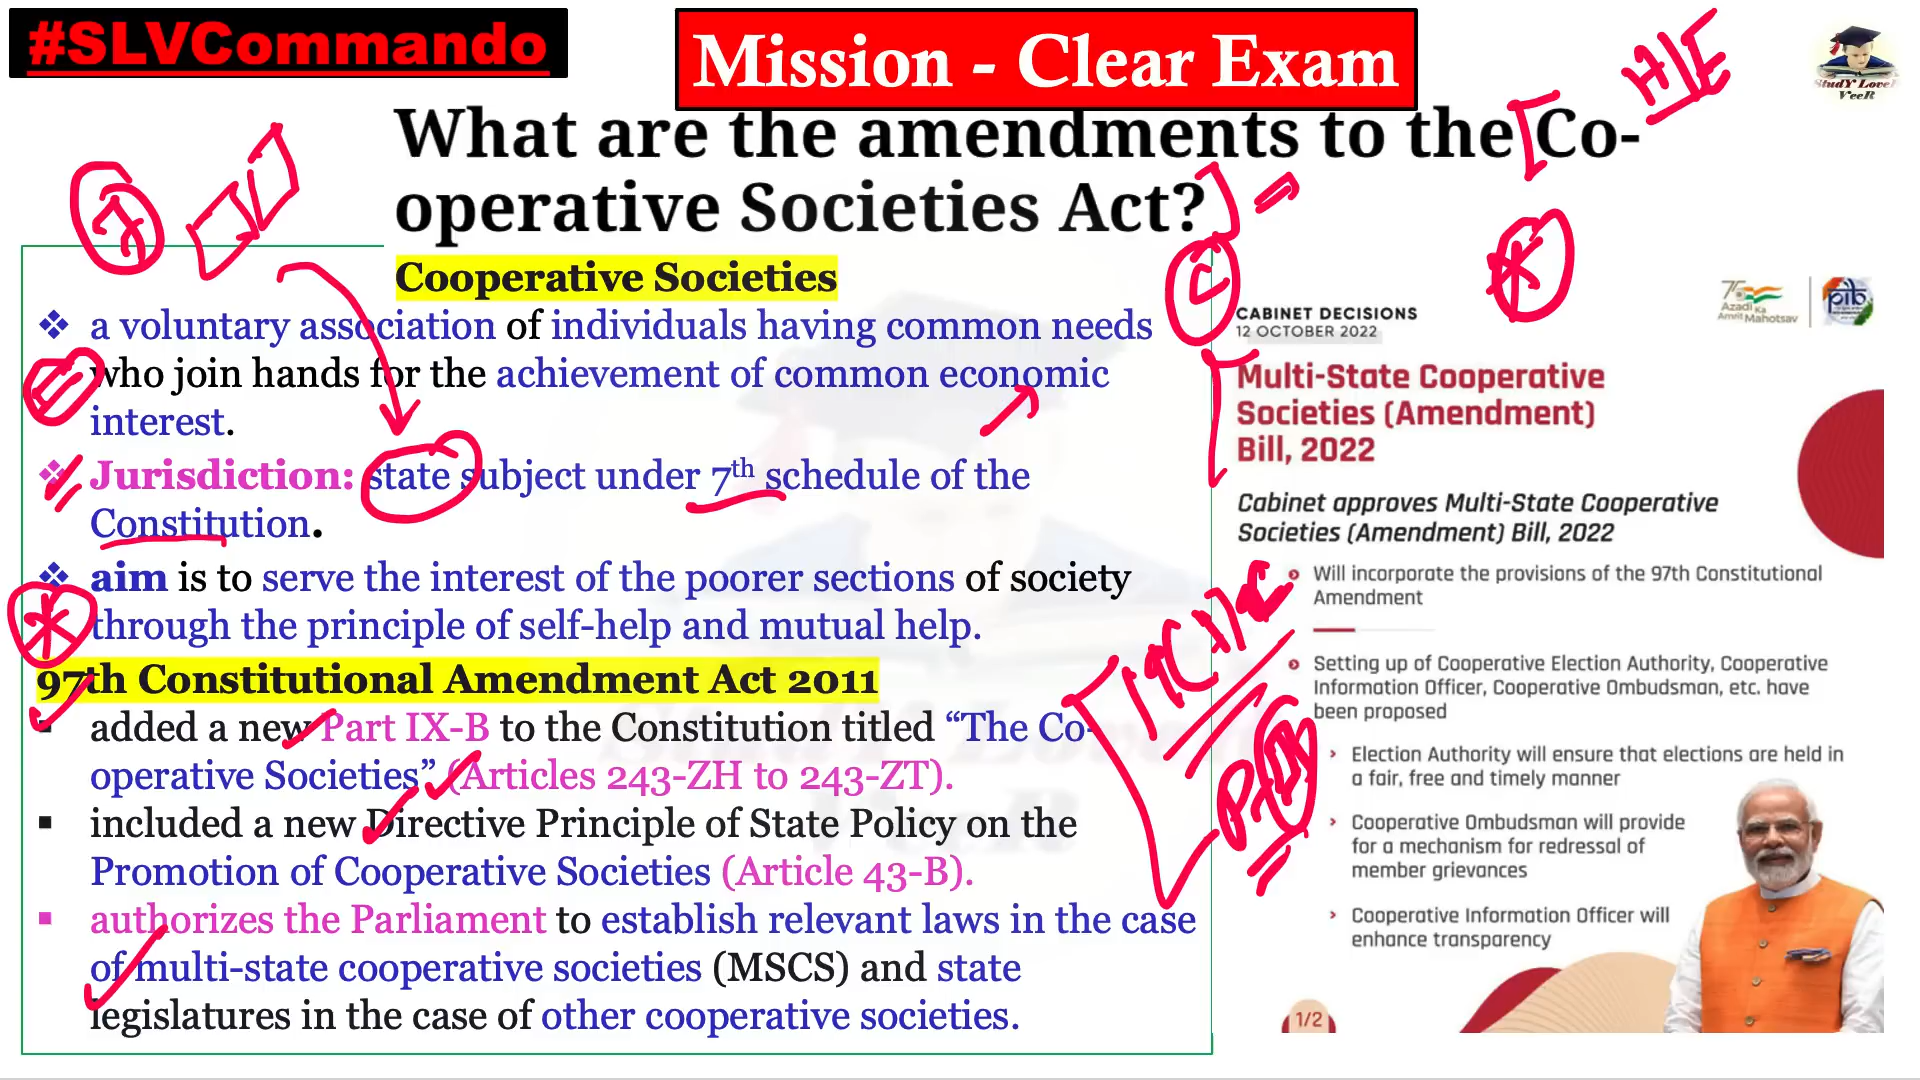 #SLVCommando
Mission - Clear Exam
StudY LoveR
VeeR
What are the amendments to the Co-
operative Societies Act?
Cooperative Societies
❖ a voluntary association of individuals having common needs
who join hands for the achievement of common economic
interest.
❖ Jurisdiction: state subject under 7th schedule of the
Constitution.
❖ aim is to serve the interest of the poorer sections of society
through the principle of self-help and mutual help.
97th Constitutional Amendment Act 2011
▪ added a new Part IX-B to the Constitution titled “The Co-
operative Societies” (Articles 243-ZH to 243-ZT).
▪ included a new Directive Principle of State Policy on the
Promotion of Cooperative Societies (Article 43-B).
▪ authorizes the Parliament to establish relevant laws in the case
of multi-state cooperative societies (MSCS) and state
legislatures in the case of other cooperative societies.
H/E
7
C
Azadi Ka
Amrit Mahotsav
pib
CABINET DECISIONS
12 OCTOBER 2022
Multi-State Cooperative
Societies (Amendment)
Bill, 2022
Cabinet approves Multi-State Cooperative
Societies (Amendment) Bill, 2022
Will incorporate the provisions of the 97th Constitutional
Amendment
Setting up of Cooperative Election Authority, Cooperative
Information Officer, Cooperative Ombudsman, etc. have
been proposed
Election Authority will ensure that elections are held in
a fair, free and timely manner
Cooperative Ombudsman will provide
for a mechanism for redressal of
member grievances
Cooperative Information Officer will
enhance transparency
1/2